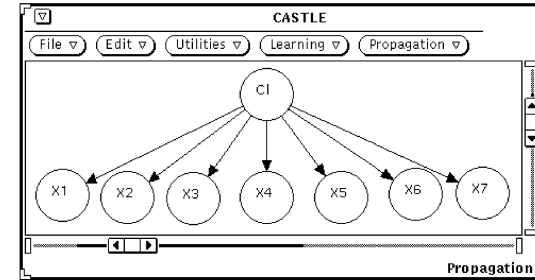 CASTLE
File Edit Utilities Learning Propagation
Cl
X1 X2 X3 X4 X5 X6 X7
Propagation